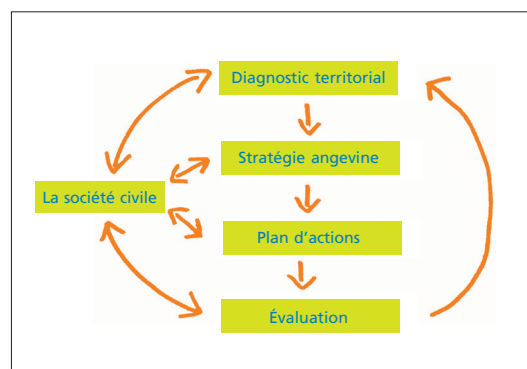 Diagnostic territorial
Stratégie angevine
La société civile
Plan d'actions
Évaluation